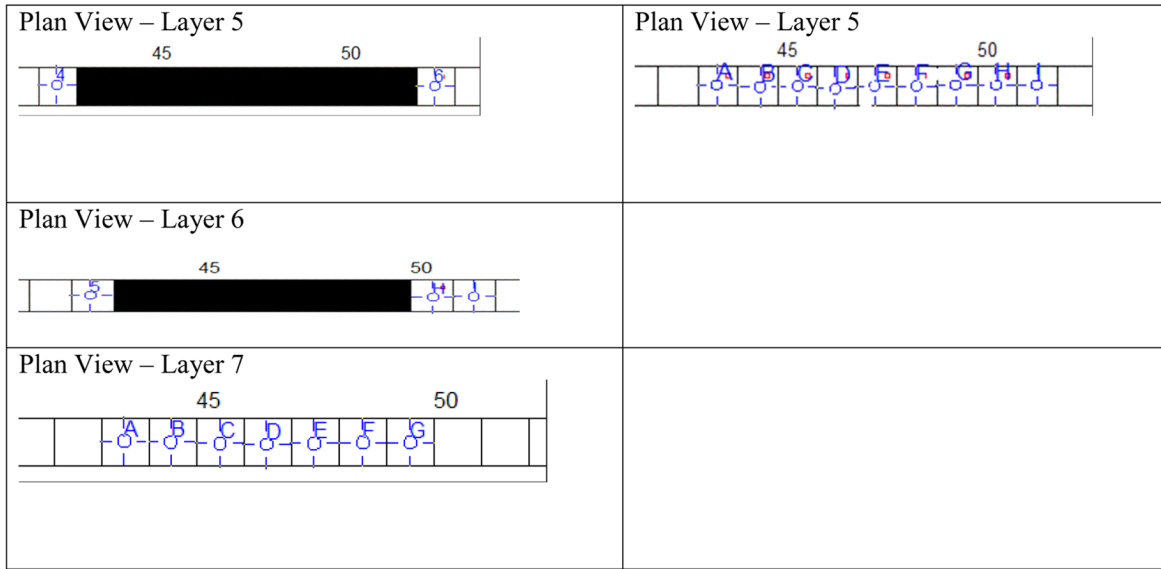 Plan View – Layer 5
45 50
4 6
Plan View – Layer 5
45 50
A B C D E F G H I
Plan View – Layer 6
45 50
5 H I
Plan View – Layer 7
45 50
A B C D E F G